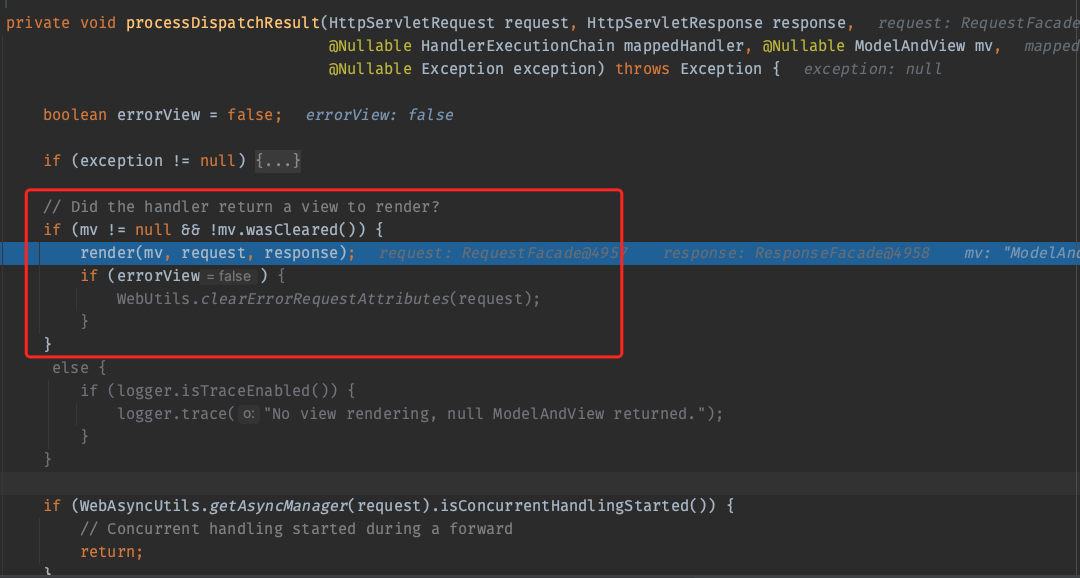 private void processDispatchResult(HttpServletRequest request, HttpServletResponse response,   request: RequestFacade
@Nullable HandlerExecutionChain mappedHandler, @Nullable ModelAndView mv,   mapped
@Nullable Exception exception) throws Exception {   exception: null
boolean errorView = false;   errorView: false
if (exception != null) {...}
// Did the handler return a view to render?
if (mv != null && !mv.wasCleared()) {
render(mv, request, response);   request: RequestFacade@4957   response: ResponseFacade@4958   mv: "ModelAnd
if (errorView = false ) {
WebUtils.clearErrorRequestAttributes(request);
}
}
else {
if (logger.isTraceEnabled()) {
logger.trace( o: "No view rendering, null ModelAndView returned.");
}
}
if (WebAsyncUtils.getAsyncManager(request).isConcurrentHandlingStarted()) {
// Concurrent handling started during a forward
return;
}